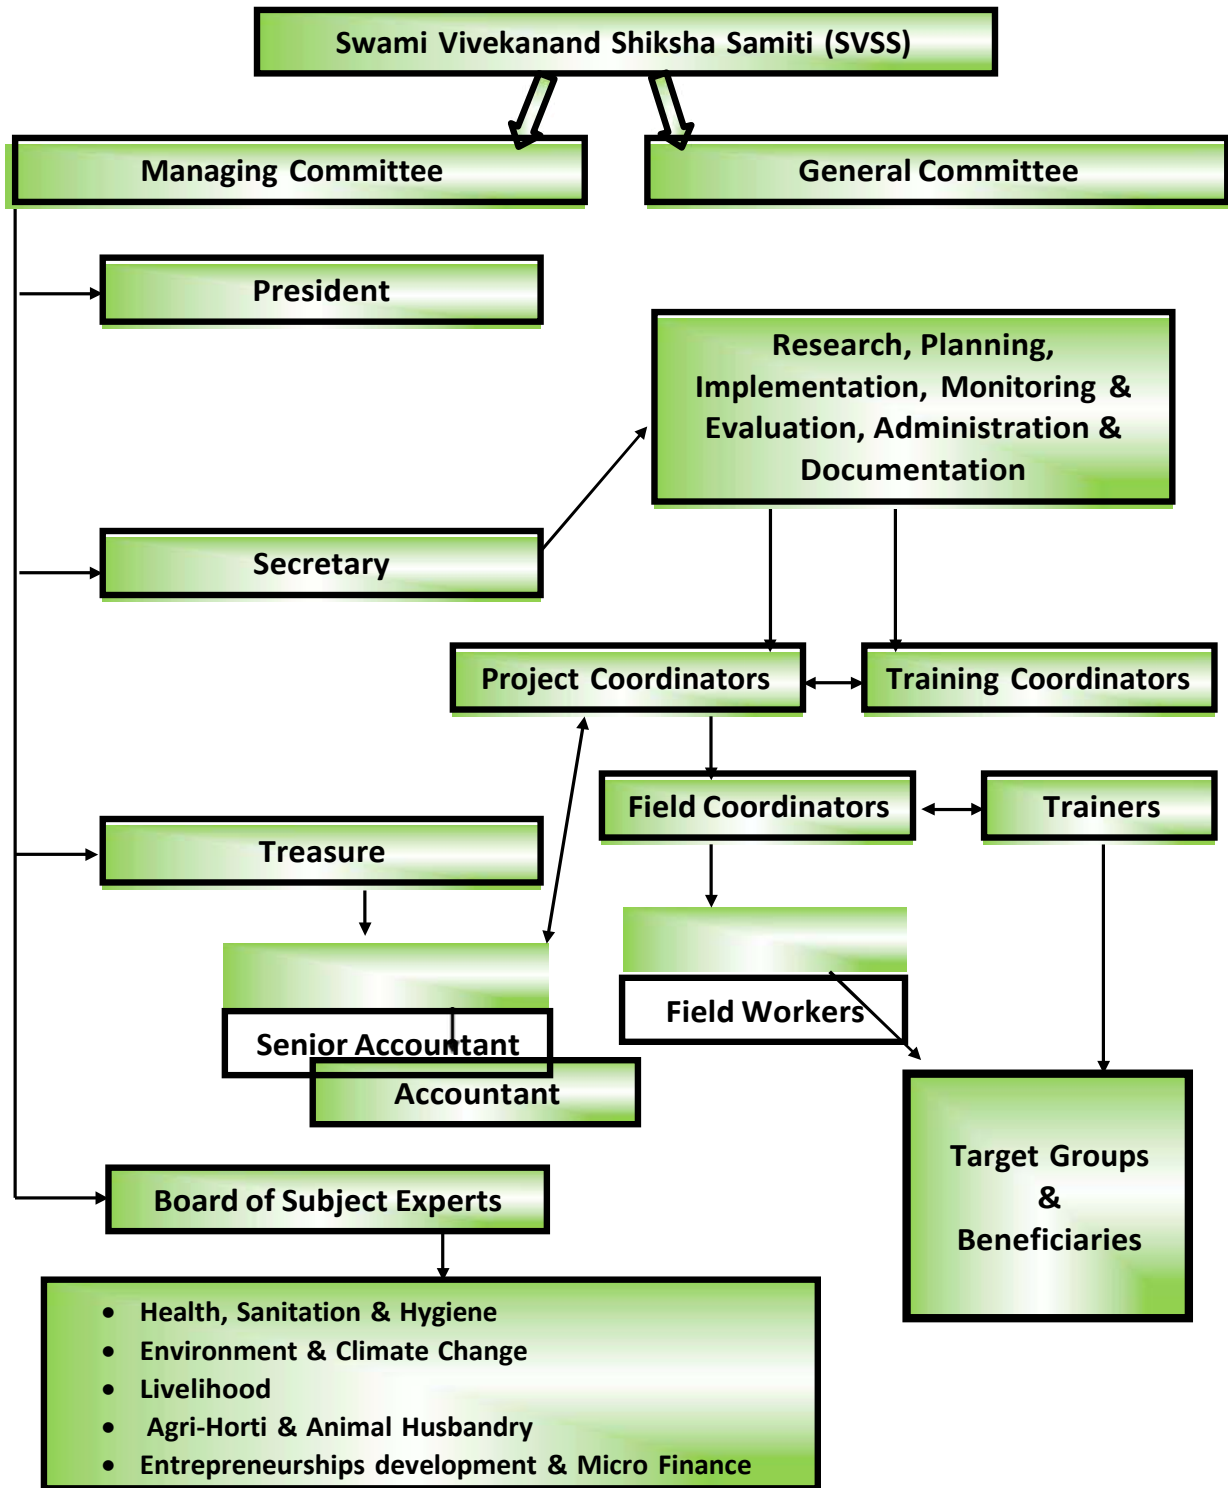 Swami Vivekanand Shiksha Samiti (SVSS)
Managing Committee
General Committee
President
Research, Planning,
Implementation, Monitoring &
Evaluation, Administration &
Documentation
Secretary
Project Coordinators
Training Coordinators
Field Coordinators
Trainers
Treasure
Field Workers
Senior Accountant
Accountant
Target Groups
&
Beneficiaries
Board of Subject Experts
• Health, Sanitation & Hygiene
• Environment & Climate Change
• Livelihood
• Agri-Horti & Animal Husbandry
• Entrepreneurships development & Micro Finance